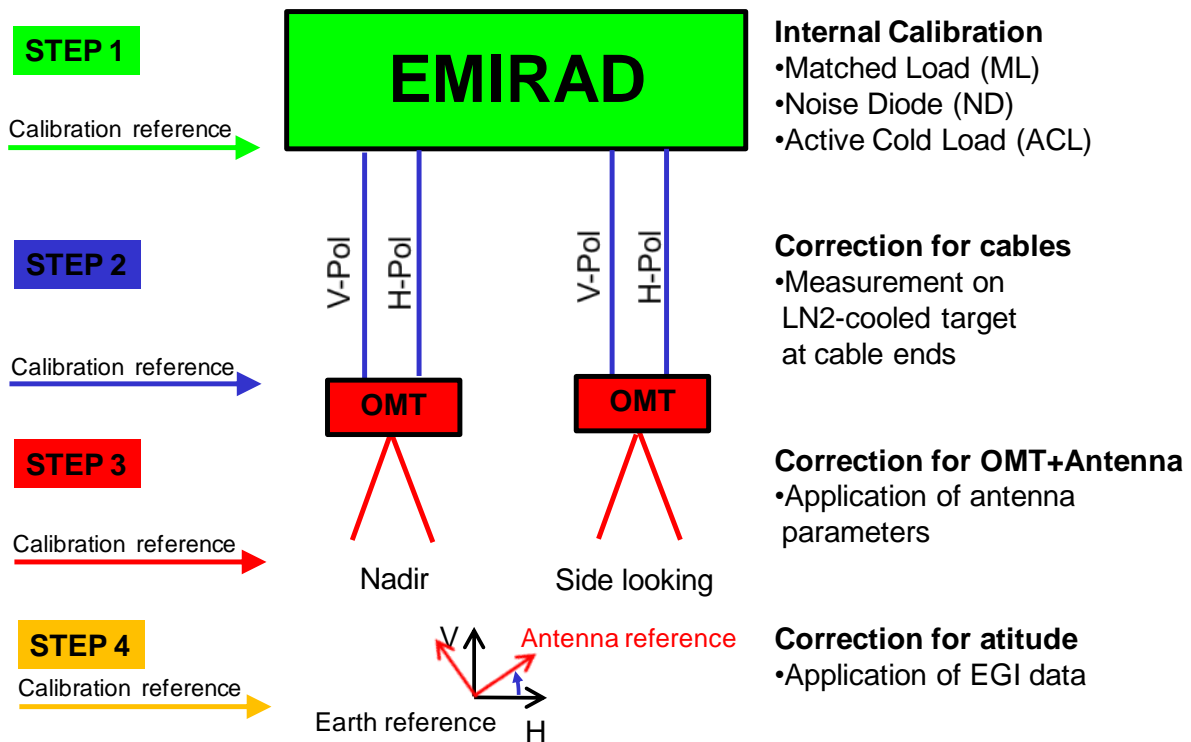 STEP 1
Calibration reference
EMIRAD
Internal Calibration
•Matched Load (ML)
•Noise Diode (ND)
•Active Cold Load (ACL)
STEP 2
Calibration reference
V-Pol
H-Pol
V-Pol
H-Pol
Correction for cables
•Measurement on
LN2-cooled target
at cable ends
OMT
OMT
STEP 3
Calibration reference
Nadir
Side looking
Correction for OMT+Antenna
•Application of antenna
parameters
STEP 4
Calibration reference
V
Antenna reference
Earth reference
H
Correction for atitude
•Application of EGI data